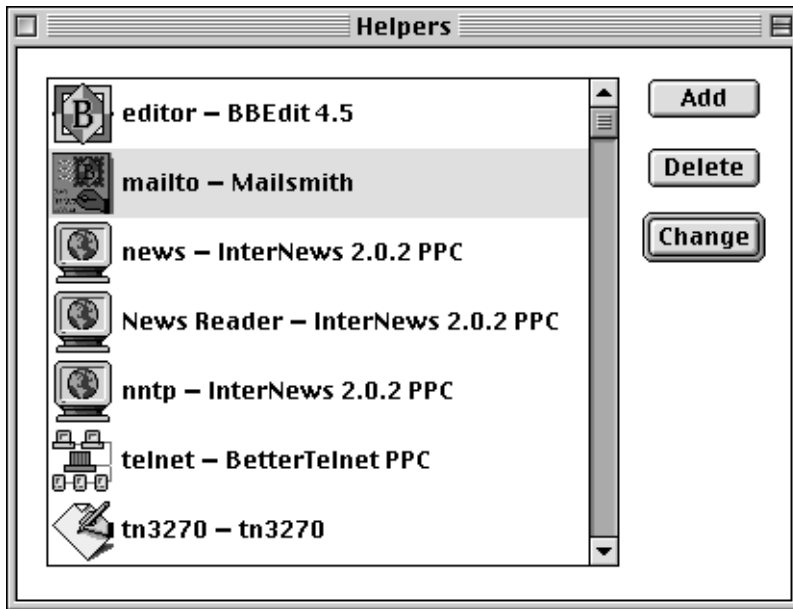 Helpers
editor – BBEdit 4.5
mailto – Mailsmith
news – InterNews 2.0.2 PPC
News Reader – InterNews 2.0.2 PPC
nntp – InterNews 2.0.2 PPC
telnet – BetterTelnet PPC
tn3270 – tn3270
Add
Delete
Change